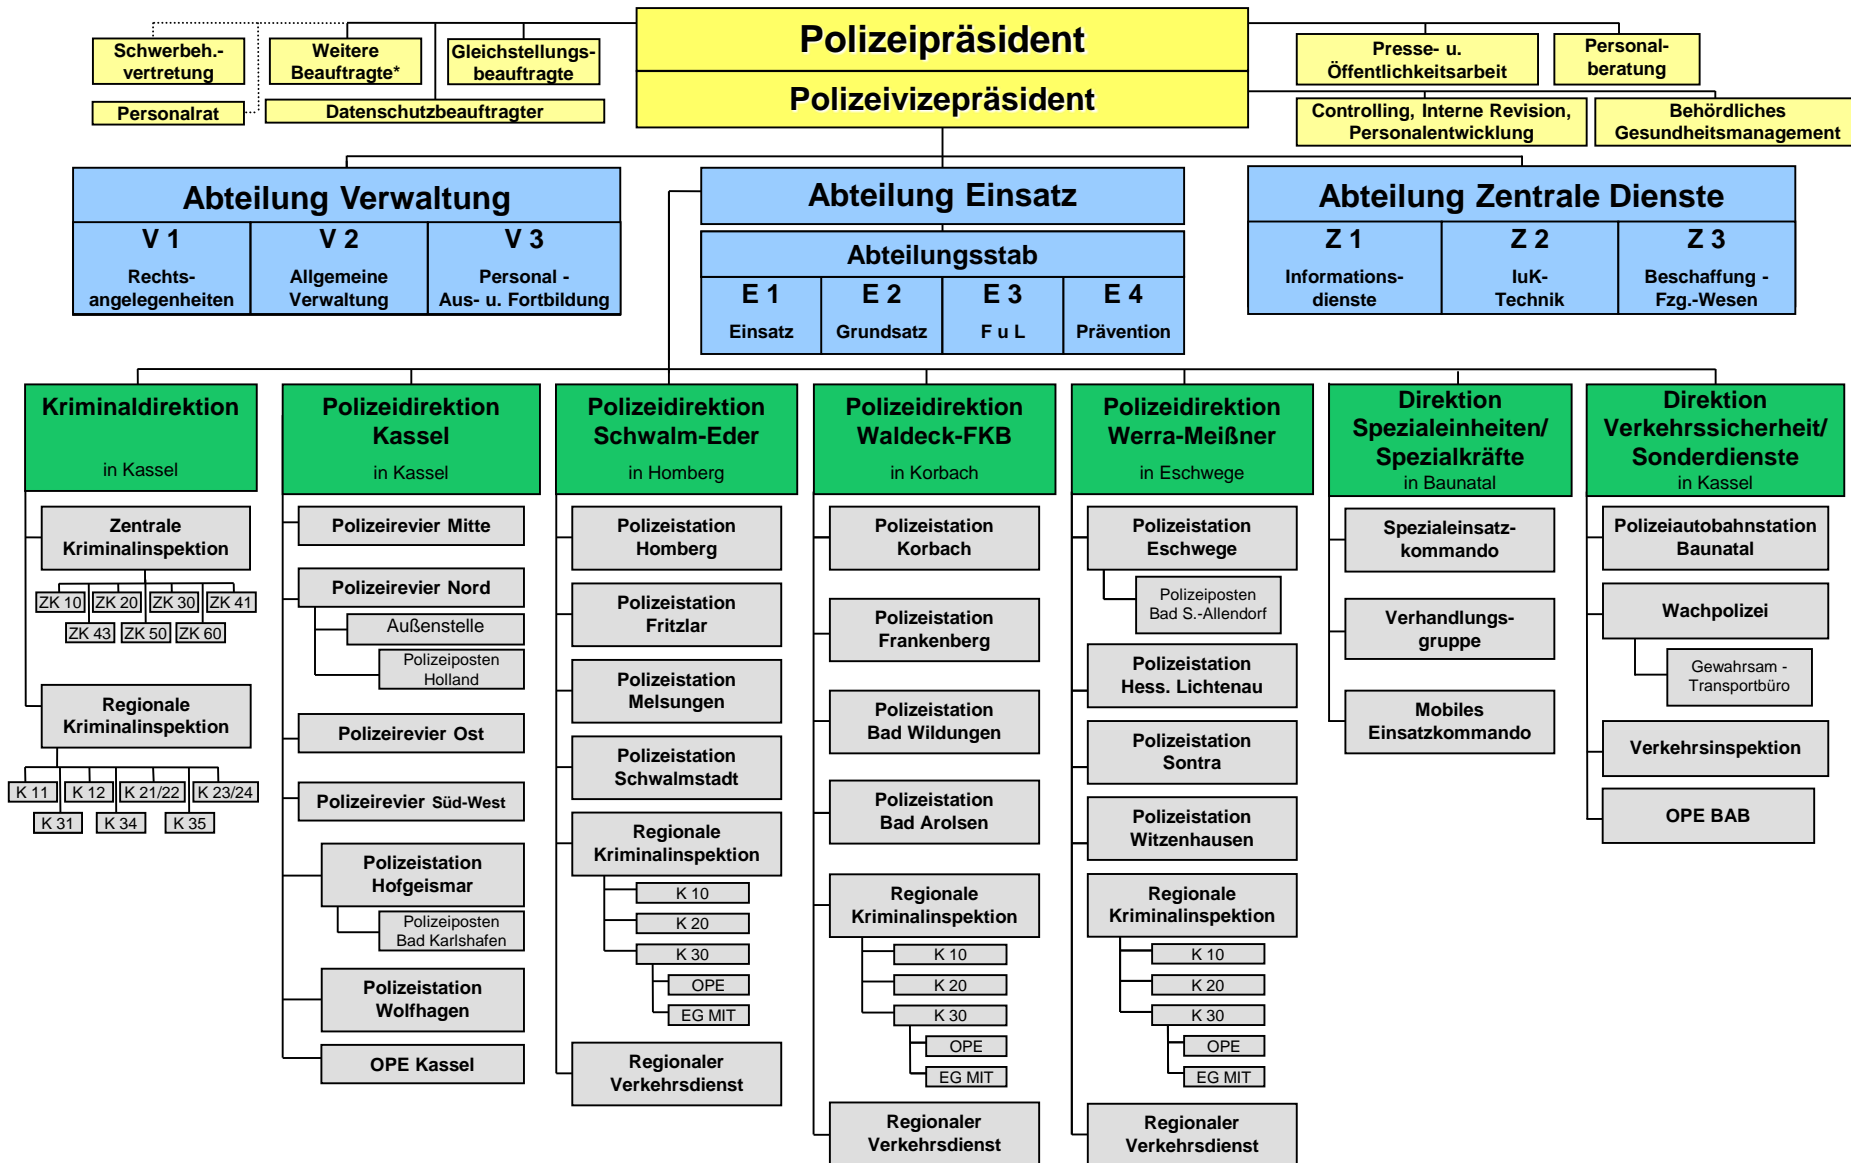 Polizeipräsident
Polizeivizepräsident
Schwerbeh.-
vertretung
Weitere
Beauftragte*
Gleichstellungs-
beauftragte
Personalrat
Datenschutzbeauftragter
Presse- u.
Öffentlichkeitsarbeit
Personal-
beratung
Controlling, Interne Revision,
Personalentwicklung
Behördliches
Gesundheitsmanagement
Abteilung Verwaltung
V 1
Rechts-
angelegenheiten
V 2
Allgemeine
Verwaltung
V 3
Personal -
Aus- u. Fortbildung
Abteilung Einsatz
Abteilungsstab
E 1
Einsatz
E 2
Grundsatz
E 3
F u L
E 4
Prävention
Abteilung Zentrale Dienste
Z 1
Informations-
dienste
Z 2
IuK-
Technik
Z 3
Beschaffung -
Fzg.-Wesen
Kriminaldirektion
in Kassel
Zentrale
Kriminalinspektion
ZK 10
ZK 20
ZK 30
ZK 41
ZK 43
ZK 50
ZK 60
Regionale
Kriminalinspektion
K 11
K 12
K 21/22
K 23/24
K 31
K 34
K 35
Polizeidirektion
Kassel
in Kassel
Polizeirevier Mitte
Polizeirevier Nord
Außenstelle
Polizeiposten
Holland
Polizeirevier Ost
Polizeirevier Süd-West
Polizeistation
Hofgeismar
Polizeiposten
Bad Karlshafen
Polizeistation
Wolfhagen
OPE Kassel
Polizeidirektion
Schwalm-Eder
in Homberg
Polizeistation
Homberg
Polizeistation
Fritzlar
Polizeistation
Melsungen
Polizeistation
Schwalmstadt
Regionale
Kriminalinspektion
K 10
K 20
K 30
OPE
EG MIT
Regionaler
Verkehrsdienst
Polizeidirektion
Waldeck-FKB
in Korbach
Polizeistation
Korbach
Polizeistation
Frankenberg
Polizeistation
Bad Wildungen
Polizeistation
Bad Arolsen
Regionale
Kriminalinspektion
K 10
K 20
K 30
OPE
EG MIT
Regionaler
Verkehrsdienst
Polizeidirektion
Werra-Meißner
in Eschwege
Polizeistation
Eschwege
Polizeiposten
Bad S.-Allendorf
Polizeistation
Hess. Lichtenau
Polizeistation
Sontra
Polizeistation
Witzenhausen
Regionale
Kriminalinspektion
K 10
K 20
K 30
OPE
EG MIT
Regionaler
Verkehrsdienst
Direktion
Spezialeinheiten/
Spezialkräfte
in Baunatal
Spezialeinsatz-
kommando
Verhandlungs-
gruppe
Mobiles
Einsatzkommando
Direktion
Verkehrssicherheit/
Sonderdienste
in Kassel
Polizeiautobahnstation
Baunatal
Wachpolizei
Gewahrsam -
Transportbüro
Verkehrsinspektion
OPE BAB